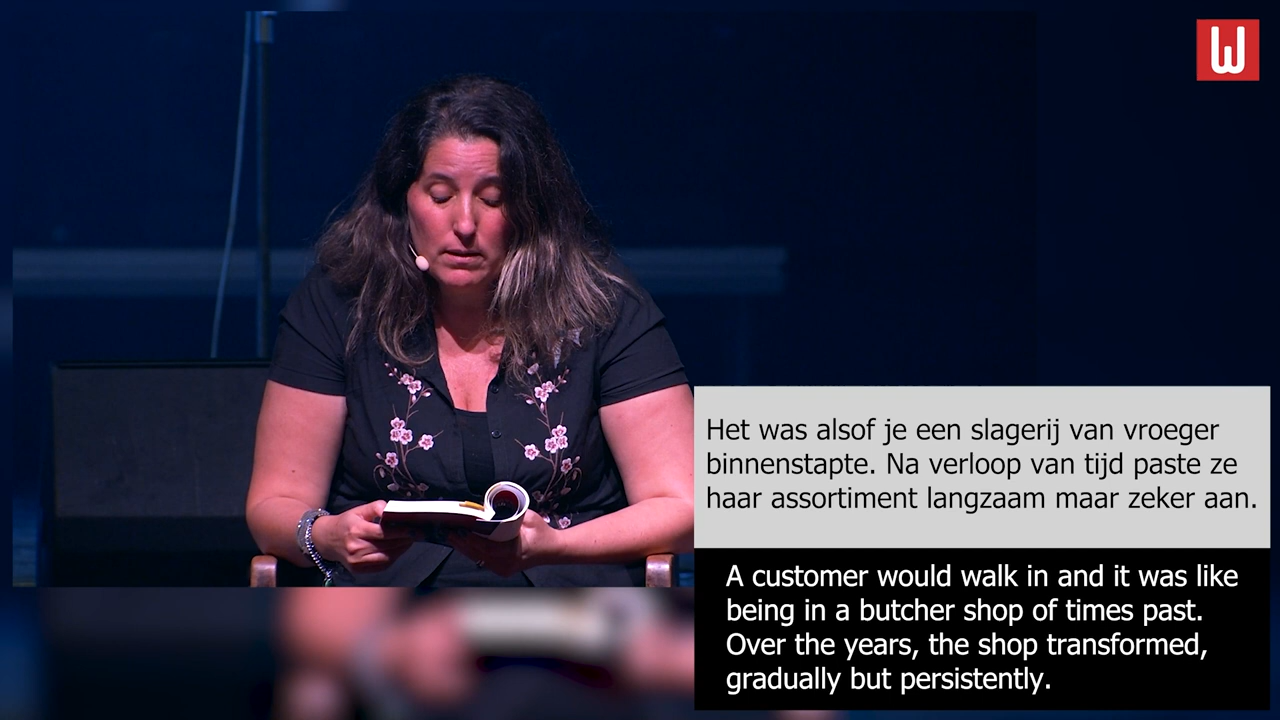 W
Het was alsof je een slagerij van vroeger
binnenstapte. Na verloop van tijd paste ze
haar assortiment langzaam maar zeker aan.
A customer would walk in and it was like
being in a butcher shop of times past.
Over the years, the shop transformed,
gradually but persistently.